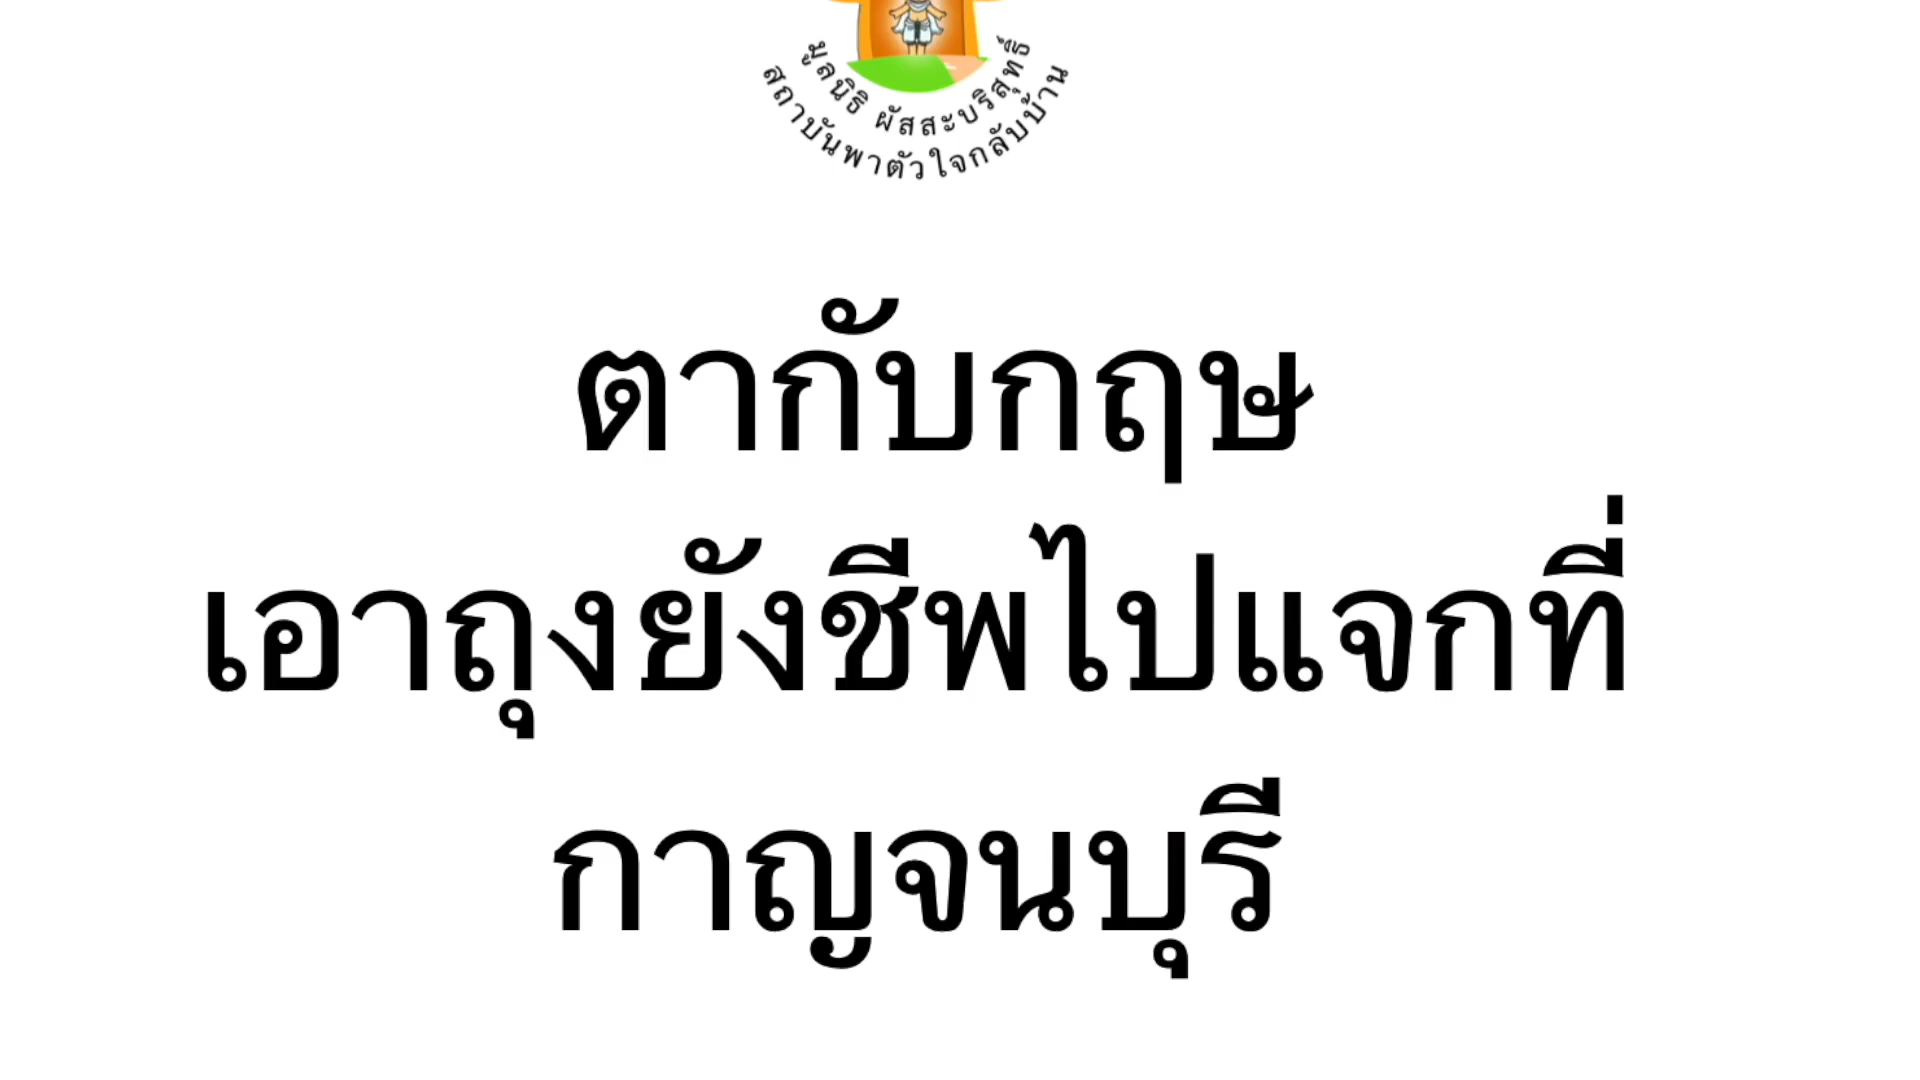 มูลนิธิ ผัสสะบริสุทธิ์
สถาบันพาตัวใจกลับบ้าน
ตากับกฤษ
เอาถุงยังชีพไปแจกที่
กาญจนบุรี